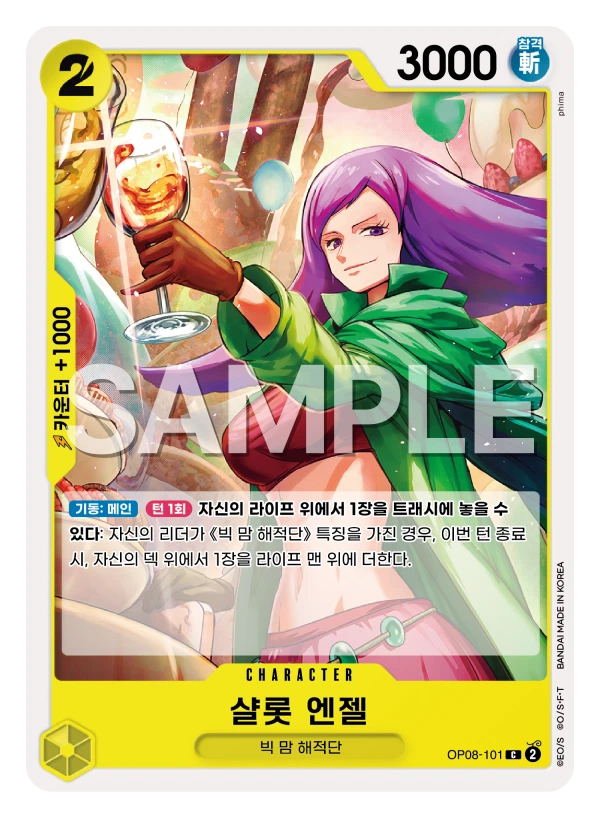 2
3000
참격
斬
phima
카운터 +1000
SAMPLE
기동: 메인 턴 1회 자신의 라이프 위에서 1장을 트래시에 놓을 수
있다: 자신의 리더가 《빅 맘 해적단》 특징을 가진 경우, 이번 턴 종료
시, 자신의 덱 위에서 1장을 라이프 맨 위에 더한다.
CHARACTER
샬롯 엔젤
빅 맘 해적단
OP08-101 C 2
©EO/S ©O/S·F·T BANDAI MADE IN KOREA